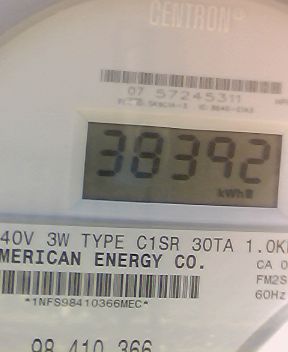 CENTRON®
07 57245311
38392
kWh
40V 3W TYPE C1SR 30TA 1.0K
MERICAN ENERGY CO.
CA 0
FM2S
60Hz
*1NFS98410366MEC*
98 410 366